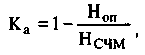 Kа = 1 − Hоп / HСЧМ,